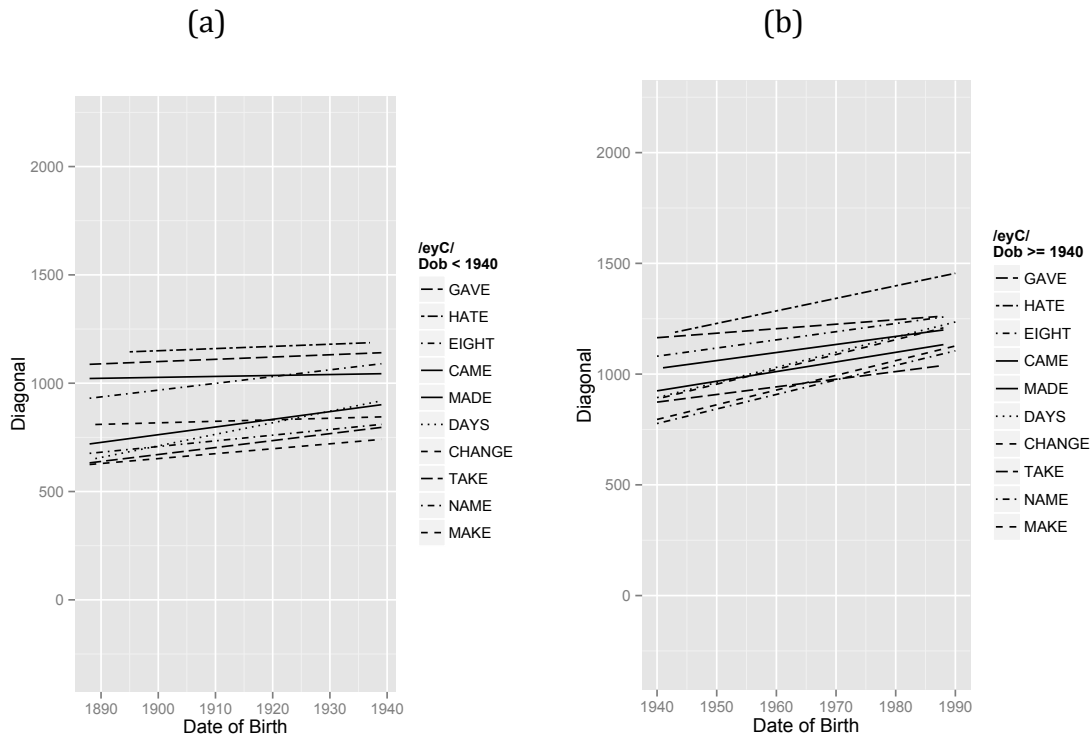 (a)
2000
1500
1000
500
0
Diagonal
1890 1900 1910 1920 1930 1940
Date of Birth
/eyC/
Dob < 1940
GAVE
HATE
EIGHT
CAME
MADE
DAYS
CHANGE
TAKE
NAME
MAKE
(b)
2000
1500
1000
500
0
Diagonal
1940 1950 1960 1970 1980 1990
Date of Birth
/eyC/
Dob >= 1940
GAVE
HATE
EIGHT
CAME
MADE
DAYS
CHANGE
TAKE
NAME
MAKE